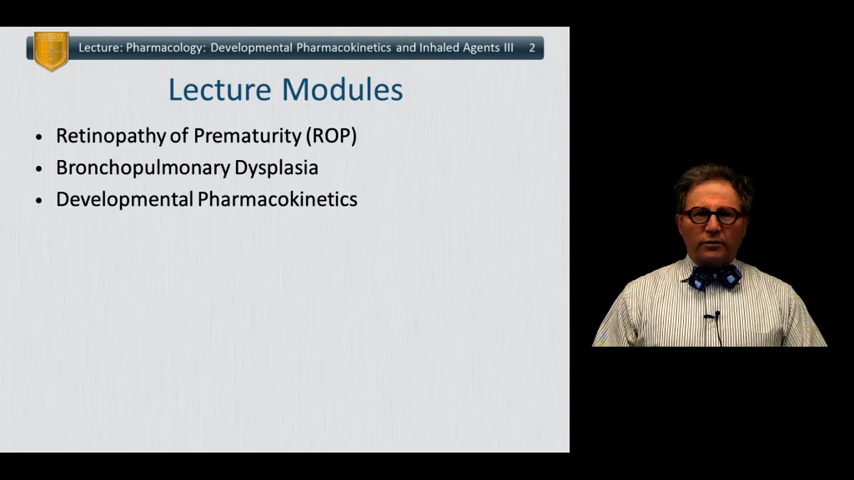 Lecture: Pharmacology: Developmental Pharmacokinetics and Inhaled Agents III 2
Lecture Modules
• Retinopathy of Prematurity (ROP)
• Bronchopulmonary Dysplasia
• Developmental Pharmacokinetics